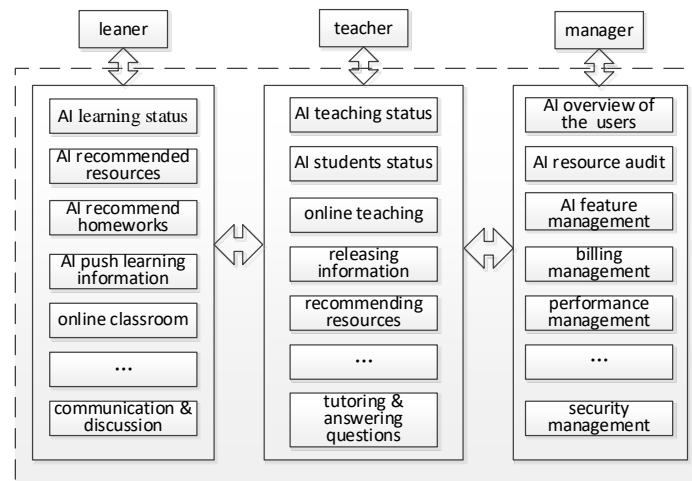 leaner
teacher
manager
AI learning status
AI recommended
resources
AI recommend
homeworks
AI push learning
information
online classroom
...
communication &
discussion
AI teaching status
AI students status
online teaching
releasing
information
recommending
resources
...
tutoring &
answering
questions
AI overview of
the users
AI resource audit
AI feature
management
billing
management
performance
management
...
security
management